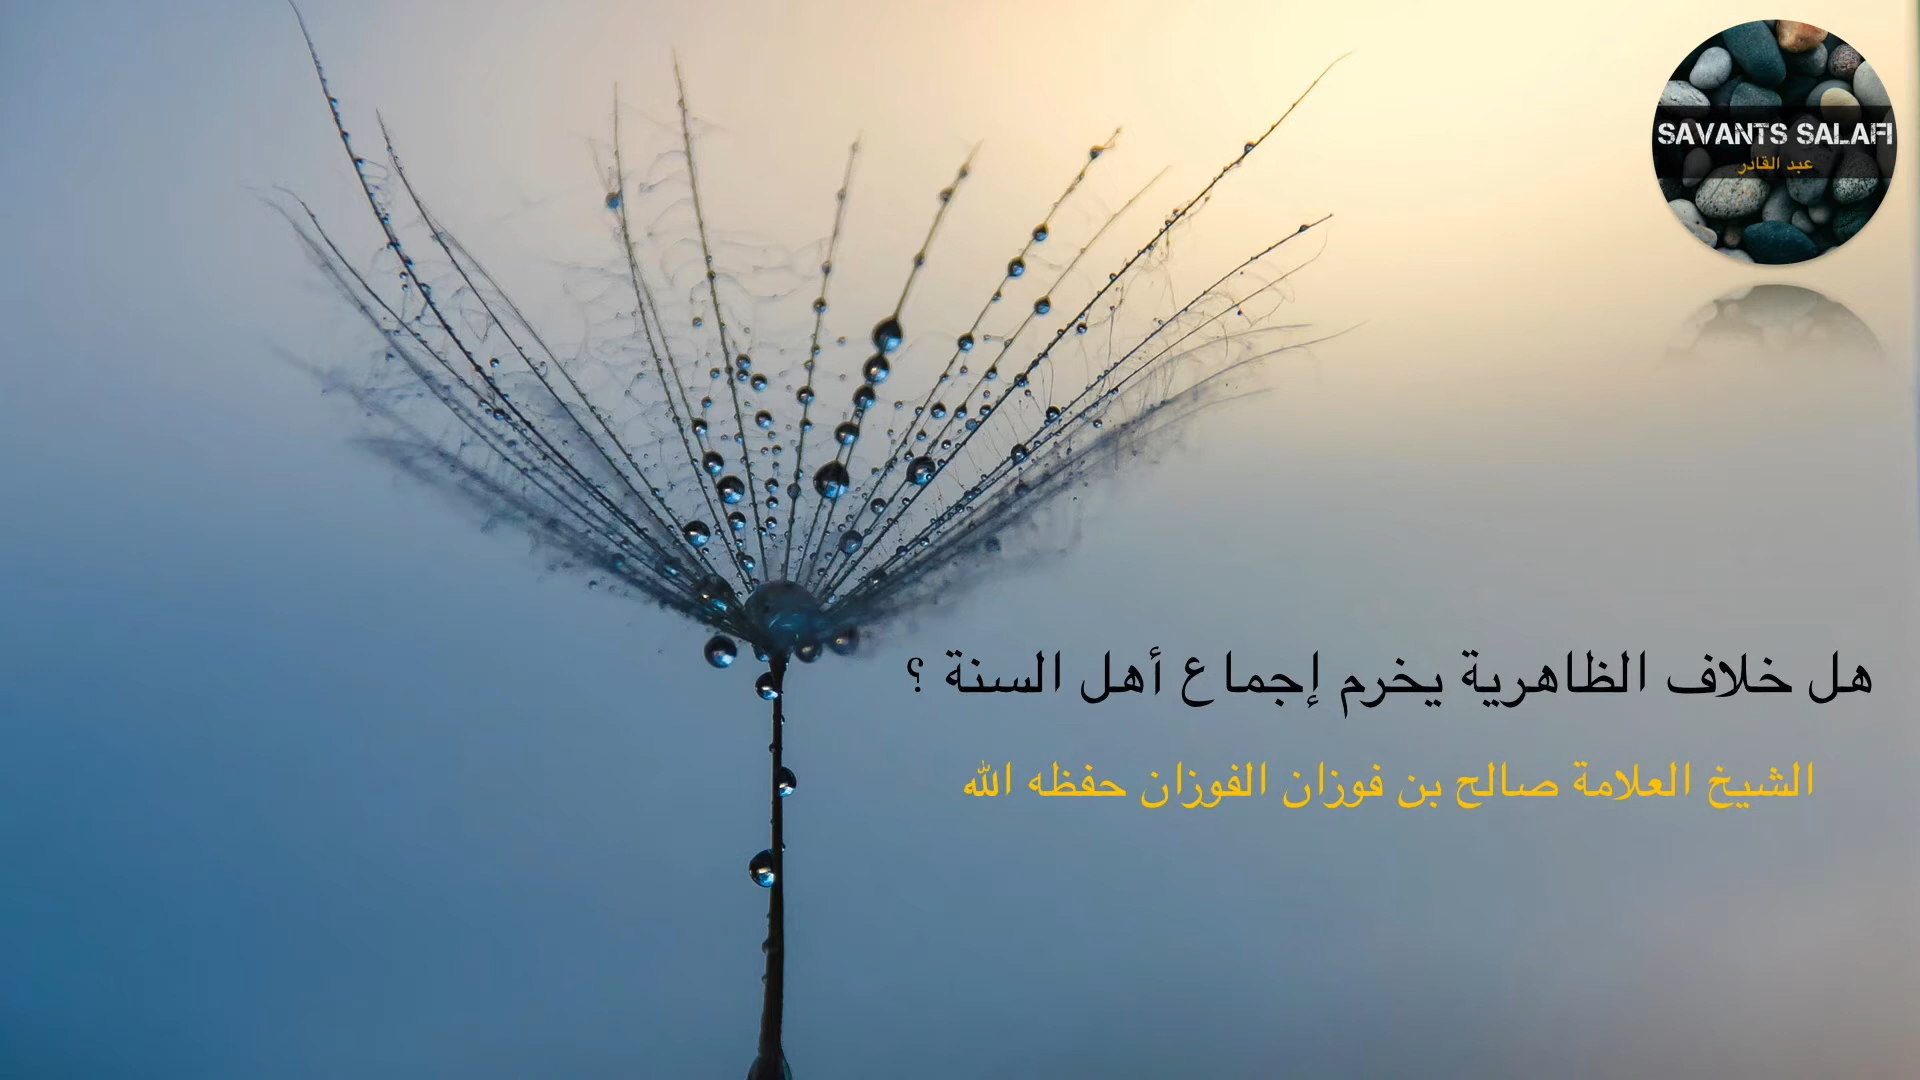 SAVANTS SALAFI
عبد القادر
هل خلاف الظاهرية يخرم إجماع أهل السنة ؟
الشيخ العلامة صالح بن فوزان الفوزان حفظه الله